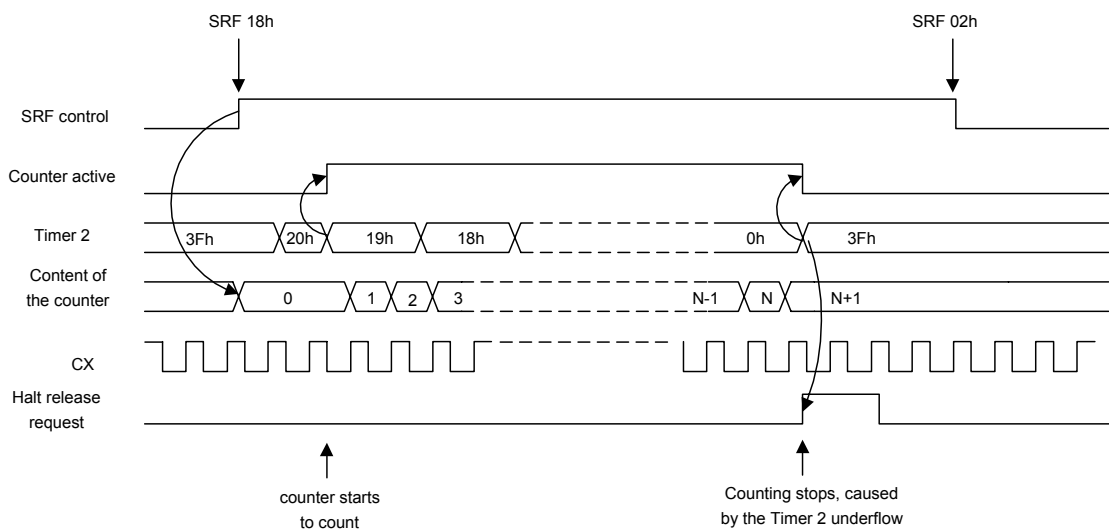 SRF 18h
SRF 02h
SRF control
Counter active
Timer 2
3Fh
20h
19h
18h
0h
3Fh
Content of
the counter
0
1
2
3
N-1
N
N+1
CX
Halt release
request
counter starts
to count
Counting stops, caused
by the Timer 2 underflow